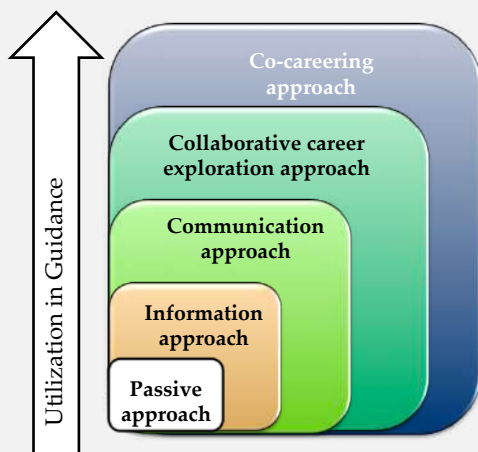 Co-careering
approach
Collaborative career
exploration approach
Communication
approach
Information
approach
Passive
approach
Utilization in Guidance